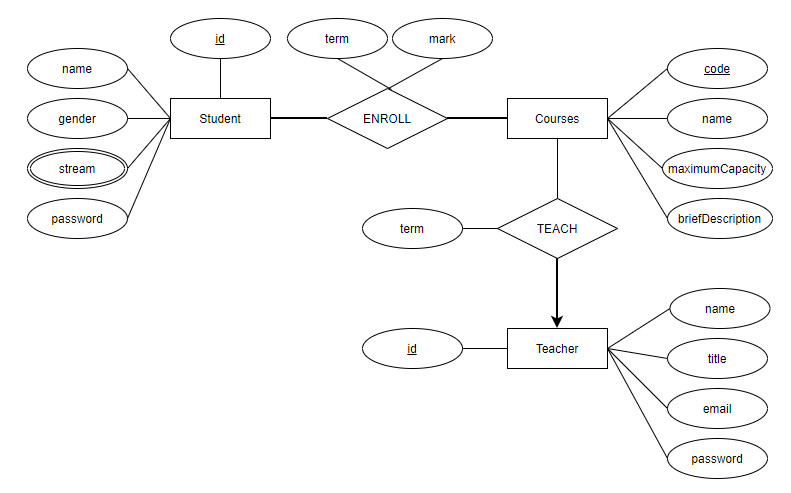 id
term
mark
name
code
gender
Student
ENROLL
Courses
name
stream
maximumCapacity
password
briefDescription
term
TEACH
name
id
Teacher
title
email
password